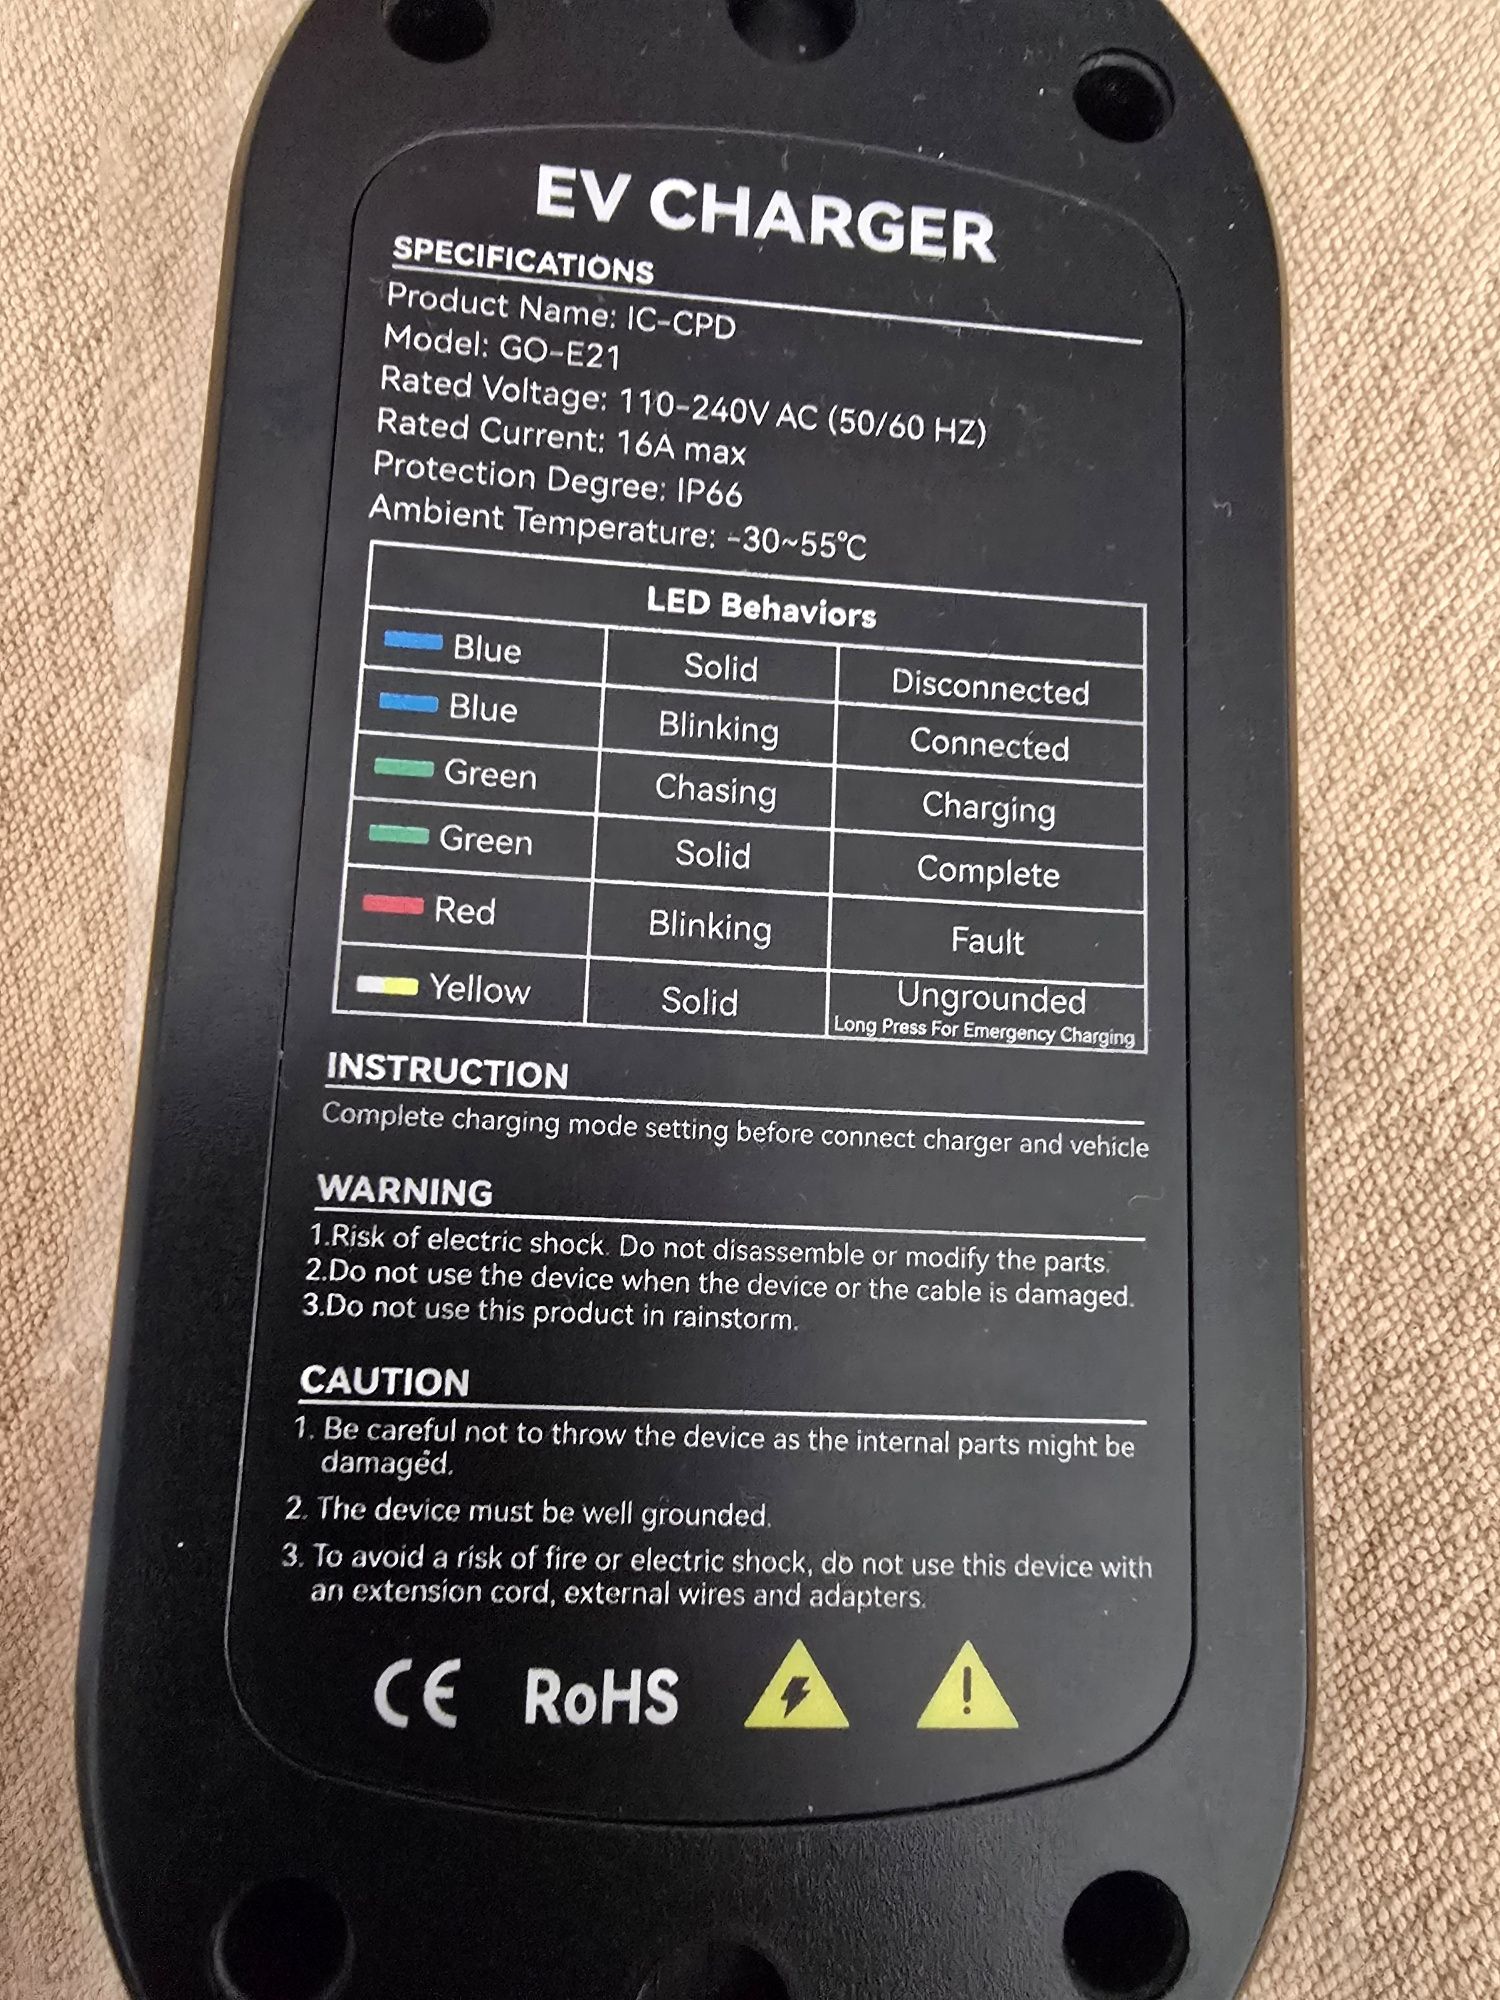 EV CHARGER
SPECIFICATIONS
Product Name: IC-CPD
Model: GO-E21
Rated Voltage: 110-240V AC (50/60 HZ)
Rated Current: 16A max
Protection Degree: IP66
Ambient Temperature: -30~55℃
LED Behaviors
Blue Solid Disconnected
Blue Blinking Connected
Green Chasing Charging
Green Solid Complete
Red Blinking Fault
Yellow Solid Ungrounded
Long Press For Emergency Charging
INSTRUCTION
Complete charging mode setting before connect charger and vehicle
WARNING
1.Risk of electric shock. Do not disassemble or modify the parts.
2.Do not use the device when the device or the cable is damaged.
3.Do not use this product in rainstorm.
CAUTION
1. Be careful not to throw the device as the internal parts might be
damaged.
2. The device must be well grounded.
3. To avoid a risk of fire or electric shock, do not use this device with
an extension cord, external wires and adapters.
CE RoHS